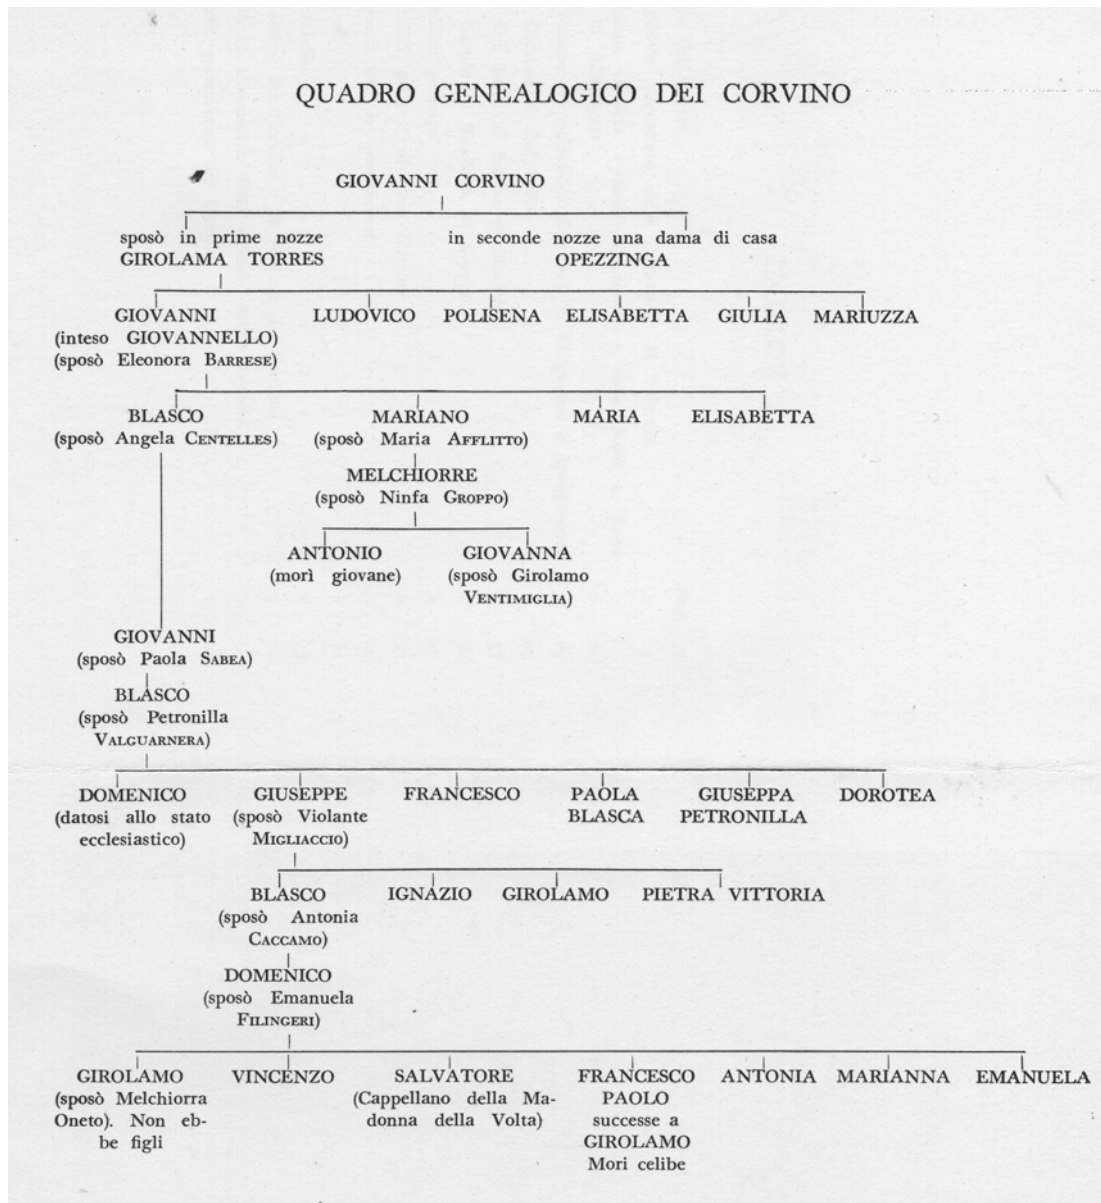 QUADRO GENEALOGICO DEI CORVINO
GIOVANNI CORVINO
sposò in prime nozze
GIROLAMA TORRES
in seconde nozze una dama di casa
OPEZZINGA
GIOVANNI
(inteso GIOVANNELLO)
(sposò Eleonora BARRESE)
LUDOVICO
POLISENA
ELISABETTA
GIULIA
MARIUZZA
BLASCO
(sposò Angela CENTELLES)
MARIANO
(sposò Maria AFFLITTO)
MARIA
ELISABETTA
MELCHIORRE
(sposò Ninfa GROPPO)
ANTONIO
(morì giovane)
GIOVANNA
(sposò Girolamo
VENTIMIGLIA)
GIOVANNI
(sposò Paola SABEA)
BLASCO
(sposò Petronilla
VALGUARNERA)
DOMENICO
(datosi allo stato
ecclesiastico)
GIUSEPPE
(sposò Violante
MIGLIACCIO)
FRANCESCO
PAOLA
BLASCA
GIUSEPPA
PETRONILLA
DOROTEA
BLASCO
(sposò Antonia
CACCAMO)
IGNAZIO
GIROLAMO
PIETRA VITTORIA
DOMENICO
(sposò Emanuela
FILINGERI)
GIROLAMO
(sposò Melchiorra
Oneto). Non eb-
be figli
VINCENZO
SALVATORE
(Cappellano della Ma-
donna della Volta)
FRANCESCO
PAOLO
successe a
GIROLAMO
Mori celibe
ANTONIA
MARIANNA
EMANUELA